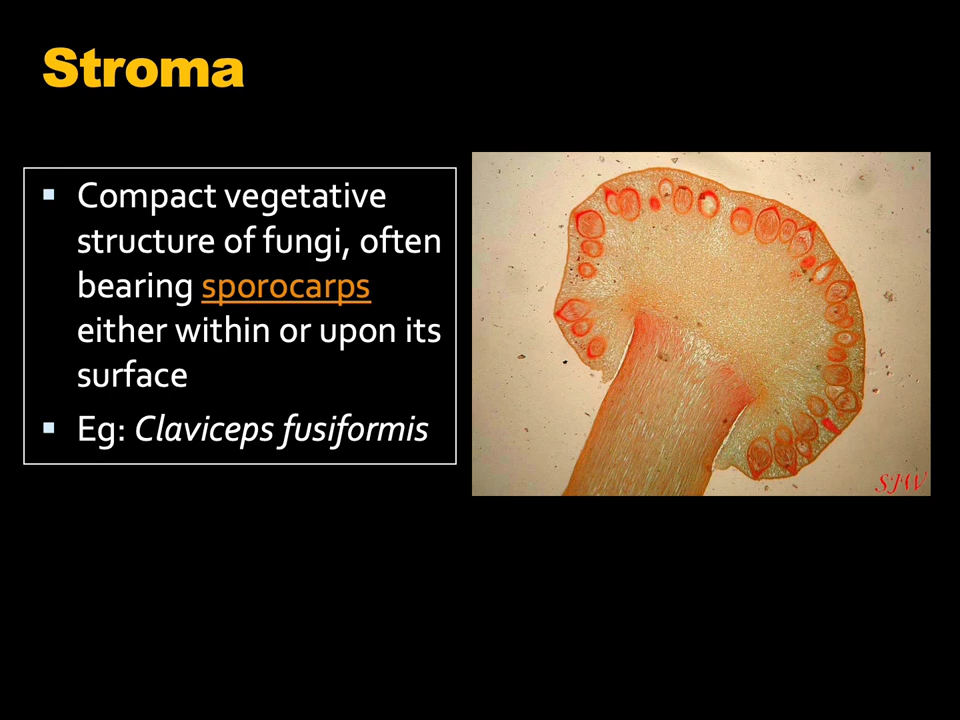 Stroma
▪ Compact vegetative
structure of fungi, often
bearing sporocarps
either within or upon its
surface
▪ Eg: Claviceps fusiformis
SJW